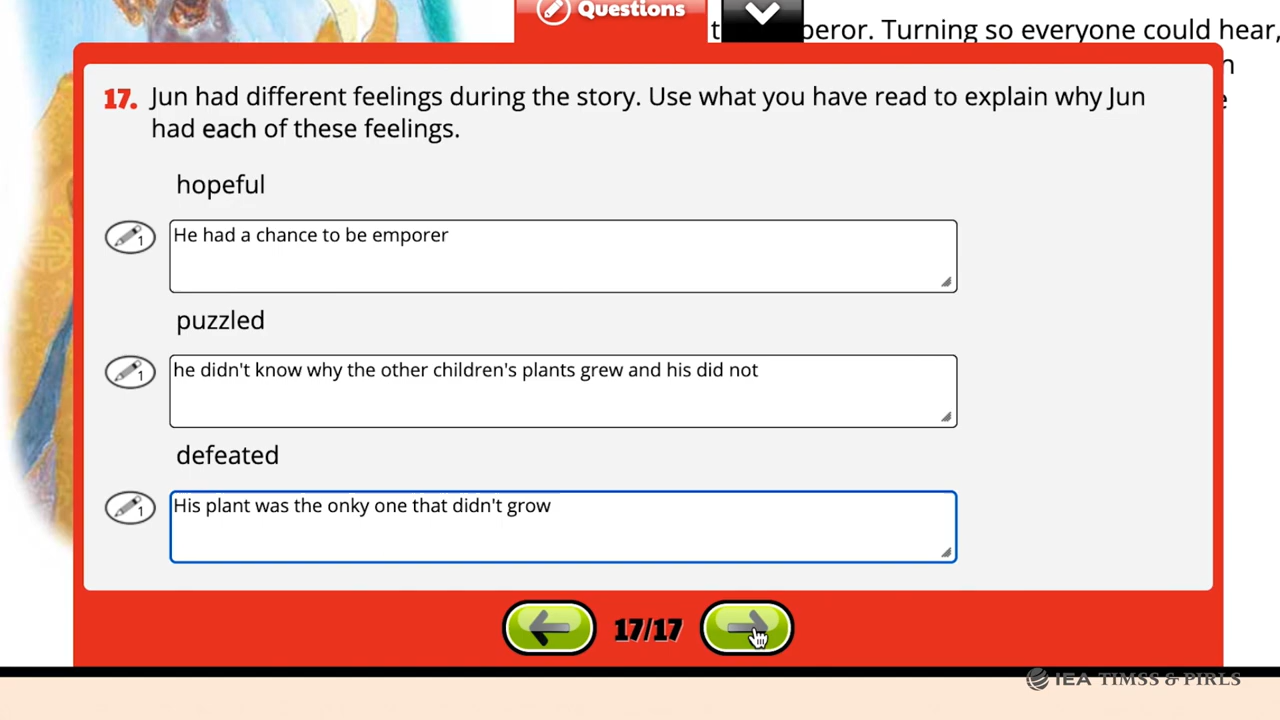 Questions
peror. Turning so everyone could hear,
17. Jun had different feelings during the story. Use what you have read to explain why Jun
had each of these feelings.
hopeful
1
He had a chance to be emporer
puzzled
1
he didn't know why the other children's plants grew and his did not
defeated
1
His plant was the onky one that didn't grow
17/17
IEA TIMSS & PIRLS